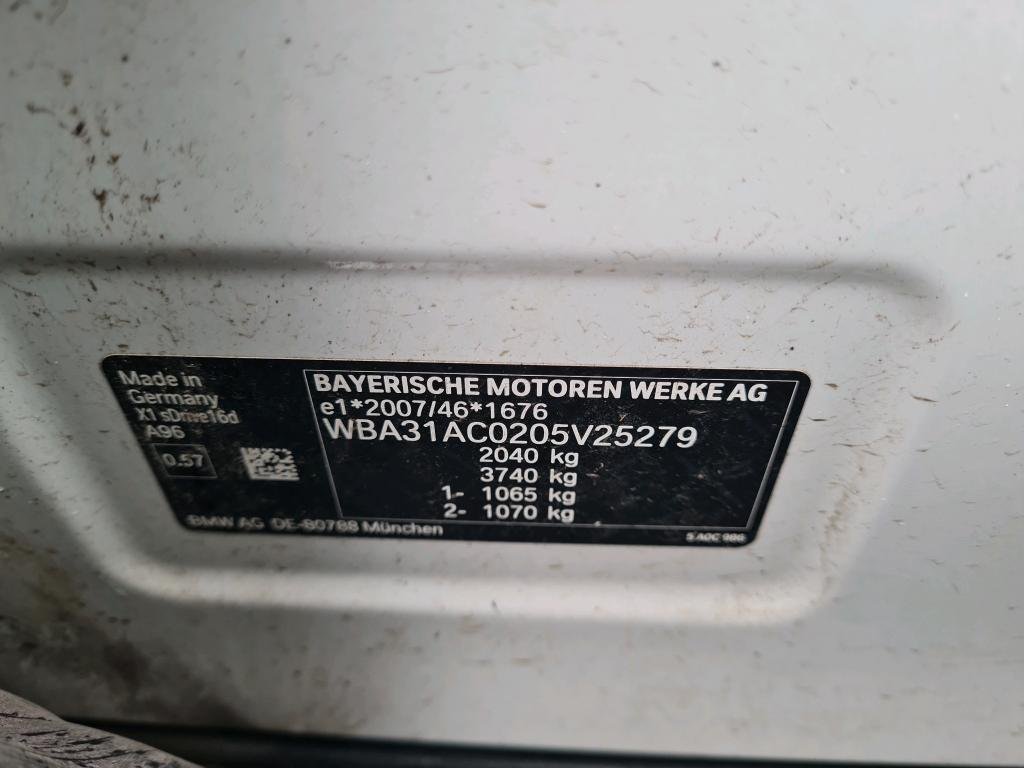 Made in
Germany
X1 sDrive16d
A96
0.57
BAYERISCHE MOTOREN WERKE AG
e1*2007/46*1676
WBA31AC0205V25279
2040 kg
3740 kg
1- 1065 kg
2- 1070 kg
BMW AG DE-80788 München